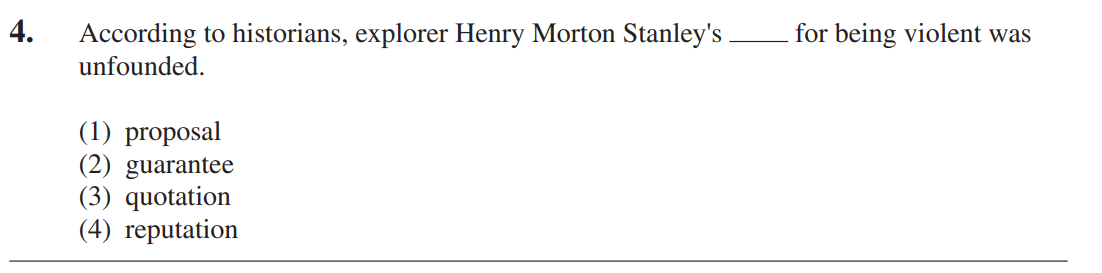 4. According to historians, explorer Henry Morton Stanley's ____ for being violent was
unfounded.
(1) proposal
(2) guarantee
(3) quotation
(4) reputation